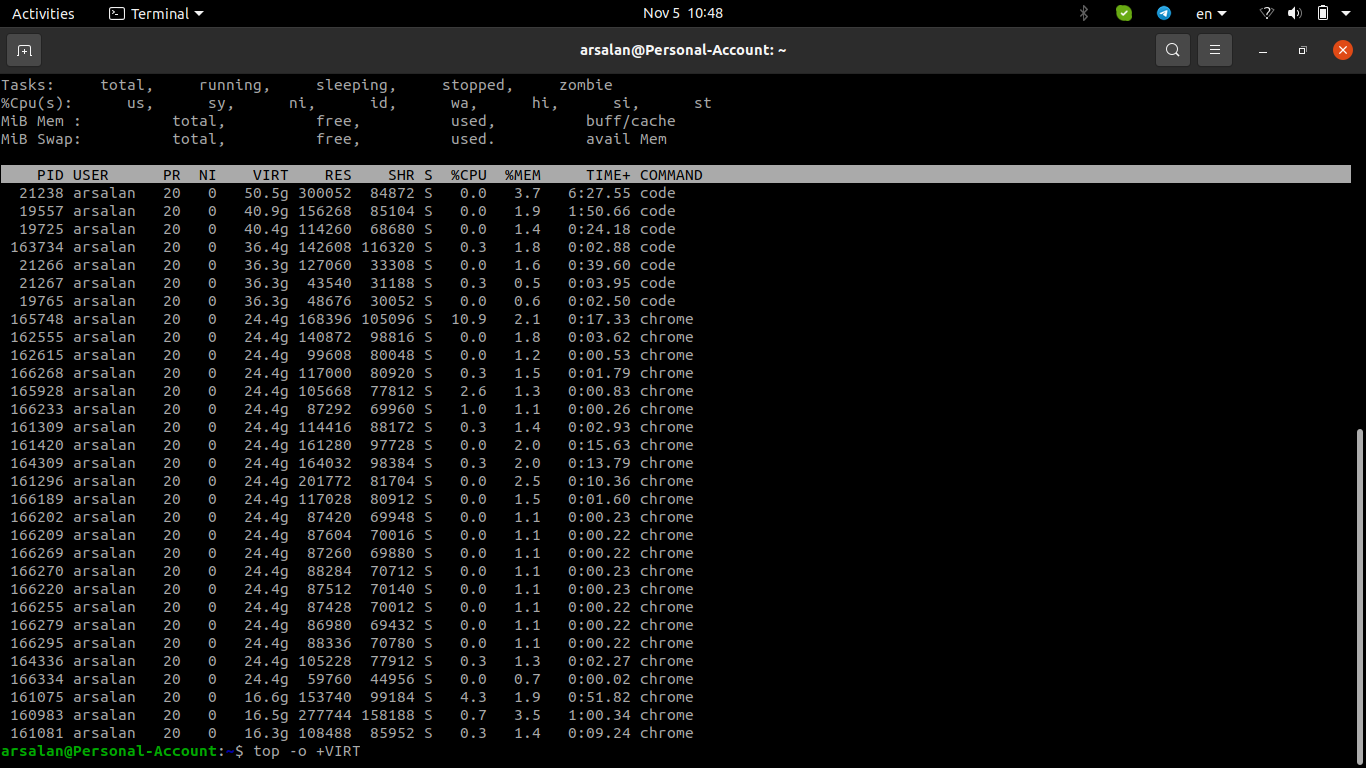 Activities Terminal Nov 5 10:48 en
arsalan@Personal-Account: ~
Tasks: total, running, sleeping, stopped, zombie
%Cpu(s): us, sy, ni, id, wa, hi, si, st
MiB Mem : total, free, used, buff/cache
MiB Swap: total, free, used. avail Mem
PID USER PR NI VIRT RES SHR S %CPU %MEM TIME+ COMMAND
21238 arsalan 20 0 50.5g 300052 84872 S 0.0 3.7 6:27.55 code
19557 arsalan 20 0 40.9g 156268 85104 S 0.0 1.9 1:50.66 code
19725 arsalan 20 0 40.4g 114260 68680 S 0.0 1.4 0:24.18 code
163734 arsalan 20 0 36.4g 142608 116320 S 0.3 1.8 0:02.88 code
21266 arsalan 20 0 36.3g 127060 33308 S 0.0 1.6 0:39.60 code
21267 arsalan 20 0 36.3g 43540 31188 S 0.3 0.5 0:03.95 code
19765 arsalan 20 0 36.3g 48676 30052 S 0.0 0.6 0:02.50 code
165748 arsalan 20 0 24.4g 168396 105096 S 10.9 2.1 0:17.33 chrome
162555 arsalan 20 0 24.4g 140872 98816 S 0.0 1.8 0:03.62 chrome
162615 arsalan 20 0 24.4g 99608 80048 S 0.0 1.2 0:00.53 chrome
166268 arsalan 20 0 24.4g 117000 80920 S 0.3 1.5 0:01.79 chrome
165928 arsalan 20 0 24.4g 105668 77812 S 2.6 1.3 0:00.83 chrome
166233 arsalan 20 0 24.4g 87292 69960 S 1.0 1.1 0:00.26 chrome
161309 arsalan 20 0 24.4g 114416 88172 S 0.3 1.4 0:02.93 chrome
161420 arsalan 20 0 24.4g 161280 97728 S 0.0 2.0 0:15.63 chrome
164309 arsalan 20 0 24.4g 164032 98384 S 0.3 2.0 0:13.79 chrome
161296 arsalan 20 0 24.4g 201772 81704 S 0.0 2.5 0:10.36 chrome
166189 arsalan 20 0 24.4g 117028 80912 S 0.0 1.5 0:01.60 chrome
166202 arsalan 20 0 24.4g 87420 69948 S 0.0 1.1 0:00.23 chrome
166209 arsalan 20 0 24.4g 87604 70016 S 0.0 1.1 0:00.22 chrome
166269 arsalan 20 0 24.4g 87260 69880 S 0.0 1.1 0:00.22 chrome
166270 arsalan 20 0 24.4g 88284 70712 S 0.0 1.1 0:00.23 chrome
166220 arsalan 20 0 24.4g 87512 70140 S 0.0 1.1 0:00.23 chrome
166255 arsalan 20 0 24.4g 87428 70012 S 0.0 1.1 0:00.22 chrome
166279 arsalan 20 0 24.4g 86980 69432 S 0.0 1.1 0:00.22 chrome
166295 arsalan 20 0 24.4g 88336 70780 S 0.0 1.1 0:00.22 chrome
164336 arsalan 20 0 24.4g 105228 77912 S 0.3 1.3 0:02.27 chrome
166334 arsalan 20 0 24.4g 59760 44956 S 0.0 0.7 0:00.02 chrome
161075 arsalan 20 0 16.6g 153740 99184 S 4.3 1.9 0:51.82 chrome
160983 arsalan 20 0 16.5g 277744 158188 S 0.7 3.5 1:00.34 chrome
161081 arsalan 20 0 16.3g 108488 85952 S 0.3 1.4 0:09.24 chrome
arsalan@Personal-Account:~$ top -o +VIRT